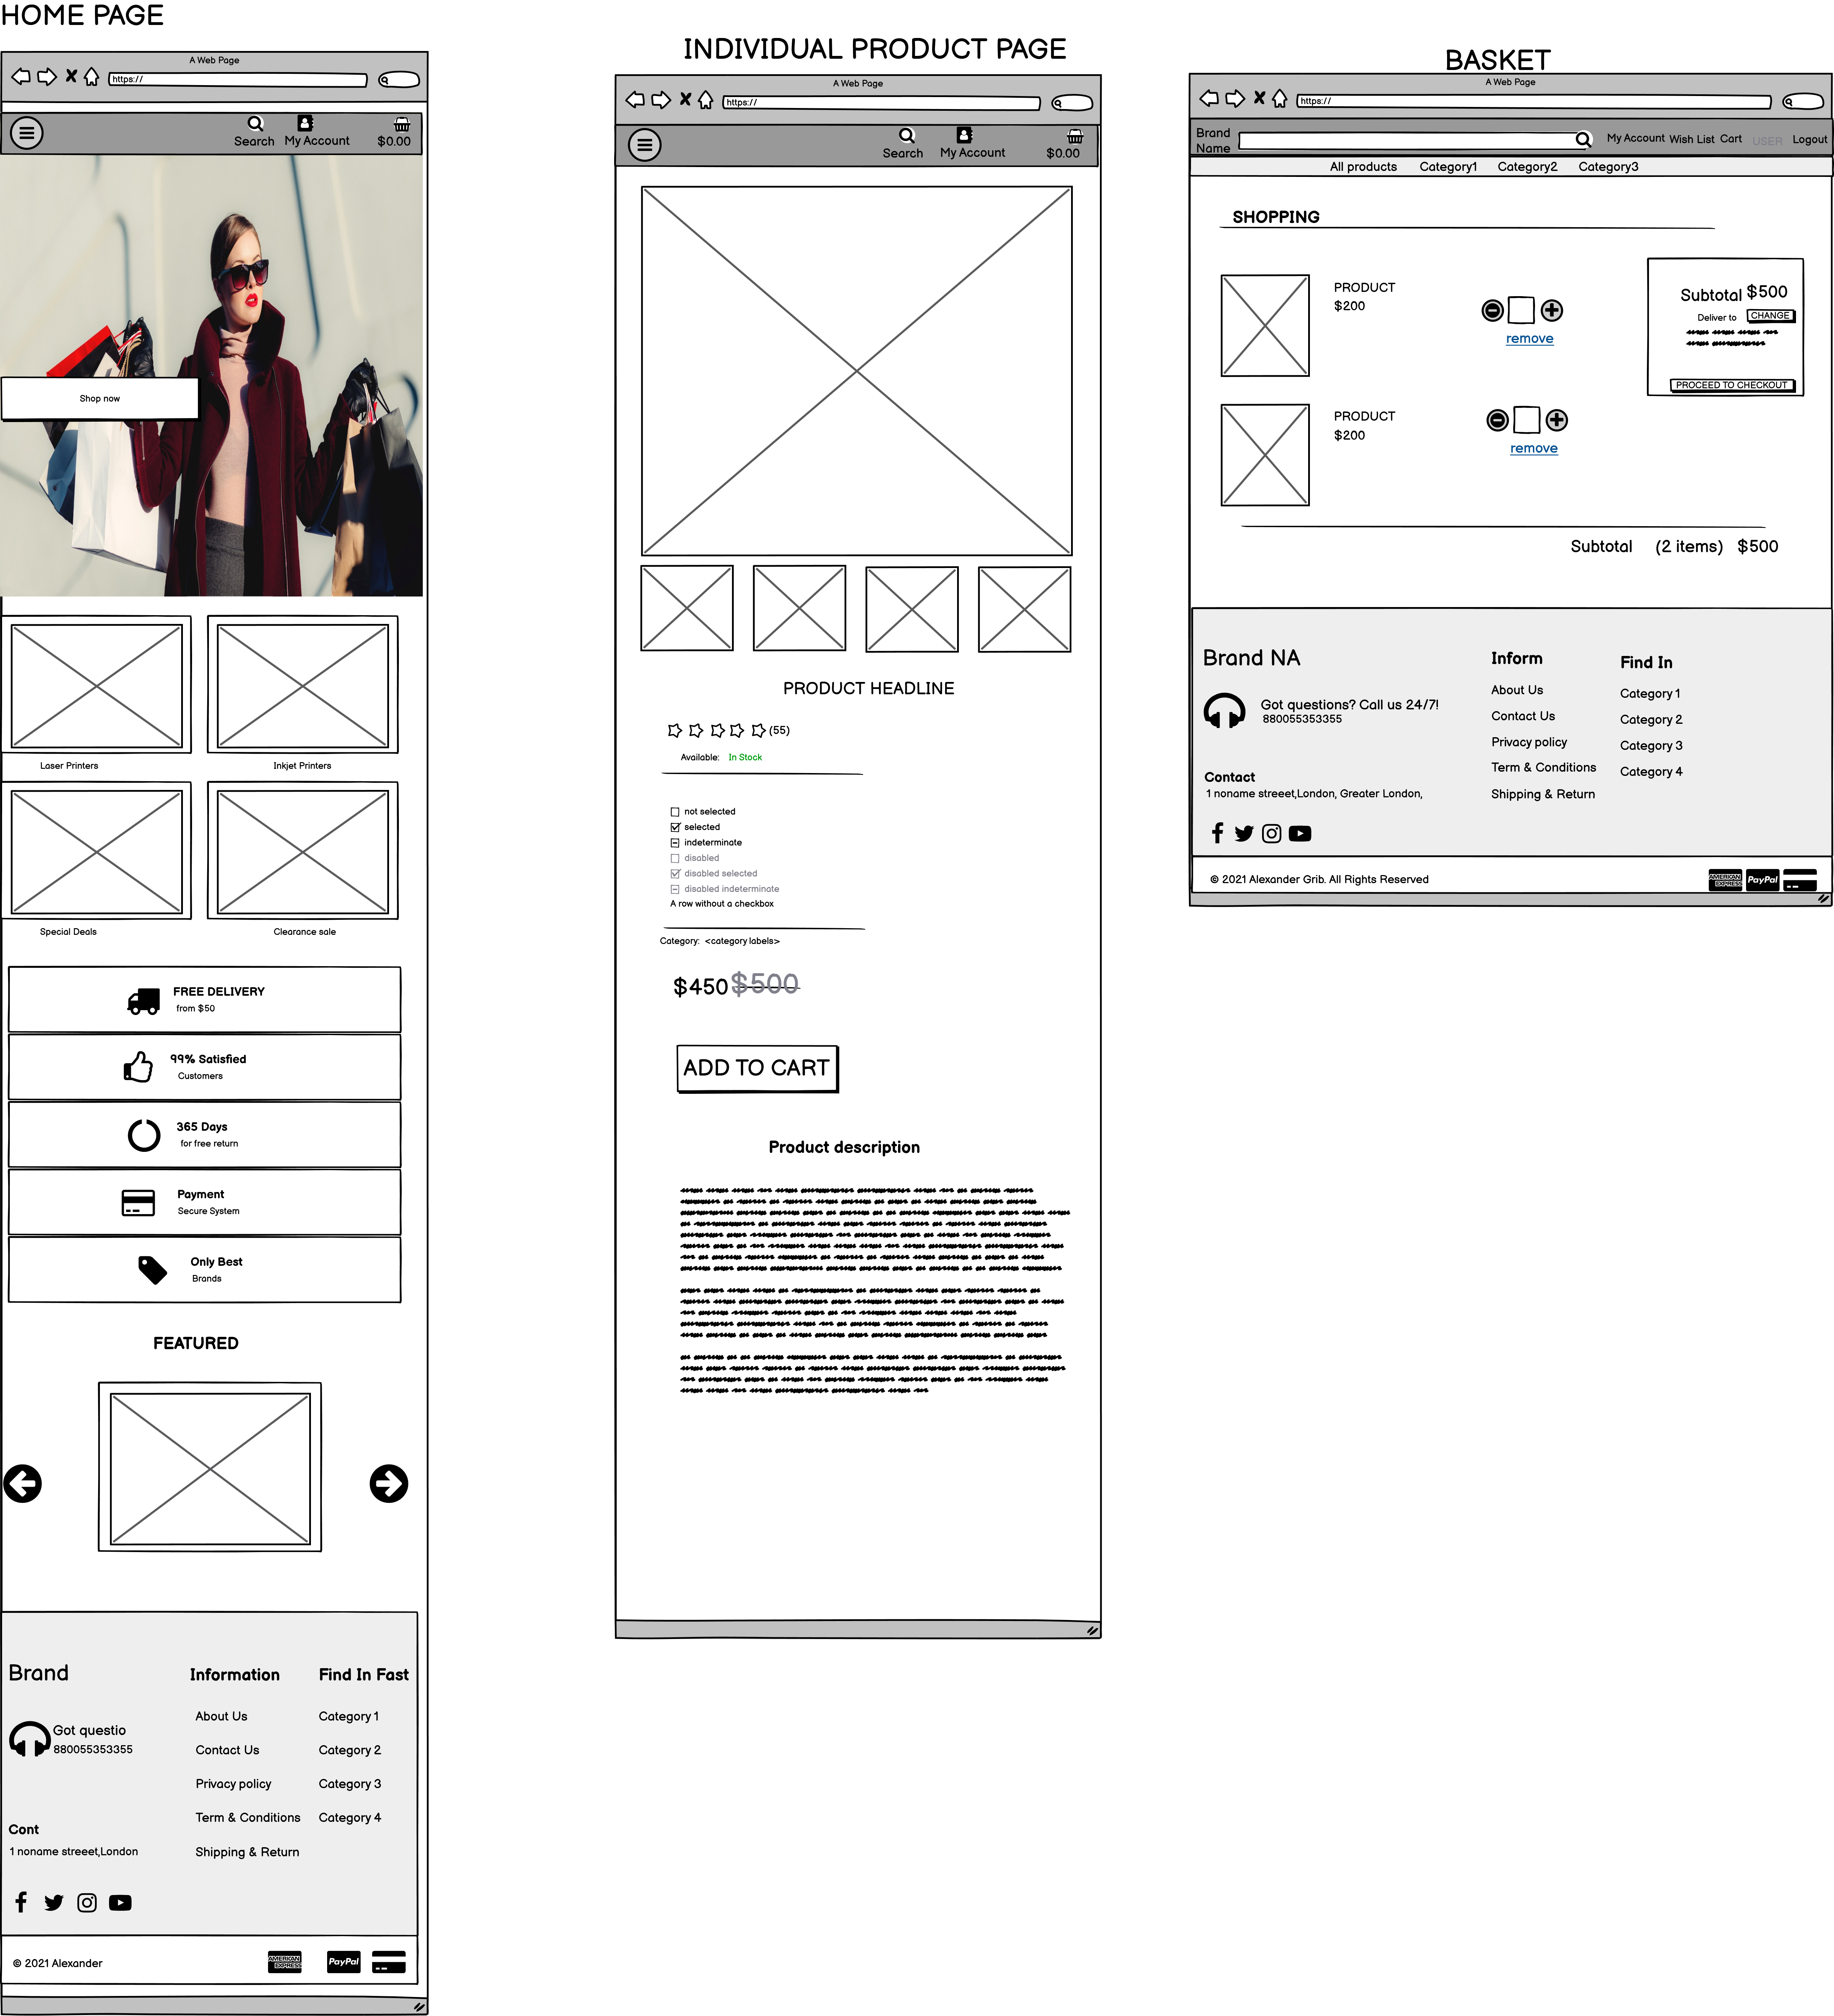 HOME PAGE
A Web Page
https://
Search
My Account
$0.00
Shop now
Laser Printers
Inkjet Printers
Special Deals
Clearance sale
FREE DELIVERY
from $50
99% Satisfied
Customers
365 Days
for free return
Payment
Secure System
Only Best
Brands
FEATURED
Brand
Got questio
880055353355
Cont
1 noname streeet,London
Information
About Us
Contact Us
Privacy policy
Term & Conditions
Shipping & Return
Find In Fast
Category 1
Category 2
Category 3
Category 4
© 2021 Alexander
AMERICAN
EXPRESS
PayPal
INDIVIDUAL PRODUCT PAGE
A Web Page
https://
Search
My Account
$0.00
PRODUCT HEADLINE
(55)
Available: In Stock
not selected
selected
indeterminate
disabled
disabled selected
disabled indeterminate
A row without a checkbox
Category: <category labels>
$450 $500
ADD TO CART
Product description
BASKET
A Web Page
https://
Brand
Name
My Account Wish List Cart USER Logout
All products Category1 Category2 Category3
SHOPPING
PRODUCT
$200
remove
PRODUCT
$200
remove
Subtotal $500
Deliver to CHANGE
PROCEED TO CHECKOUT
Subtotal (2 items) $500
Brand NA
Got questions? Call us 24/7!
880055353355
Contact
1 noname streeet,London, Greater London,
Inform
About Us
Contact Us
Privacy policy
Term & Conditions
Shipping & Return
Find In
Category 1
Category 2
Category 3
Category 4
© 2021 Alexander Grib. All Rights Reserved
AMERICAN
EXPRESS
PayPal